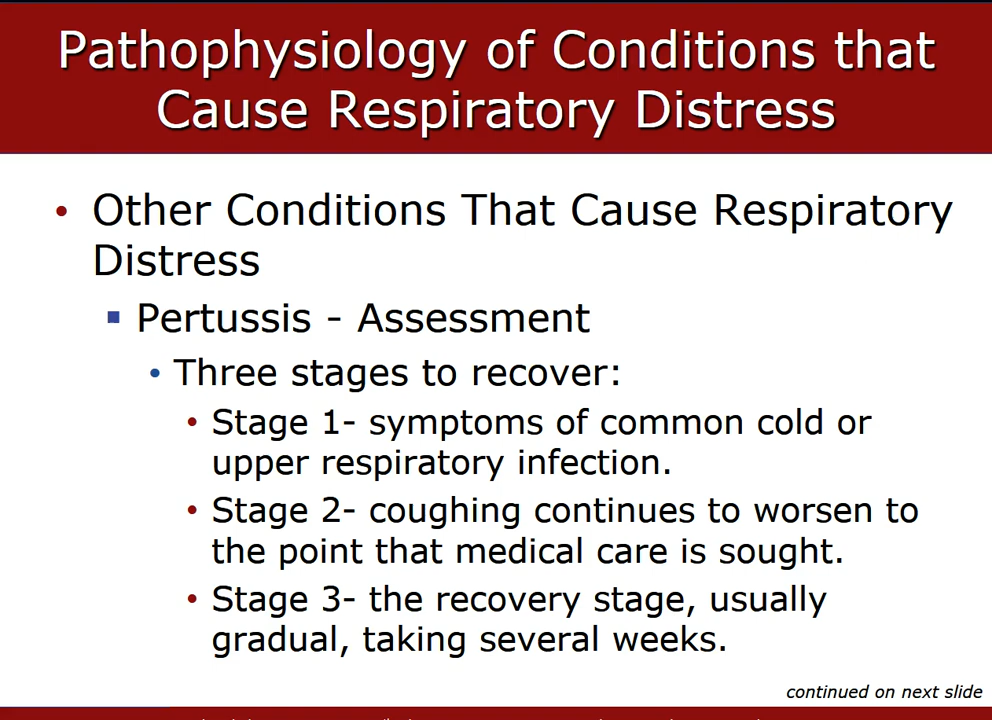 Pathophysiology of Conditions that
Cause Respiratory Distress
• Other Conditions That Cause Respiratory
Distress
▪ Pertussis - Assessment
• Three stages to recover:
• Stage 1- symptoms of common cold or
upper respiratory infection.
• Stage 2- coughing continues to worsen to
the point that medical care is sought.
• Stage 3- the recovery stage, usually
gradual, taking several weeks.
continued on next slide